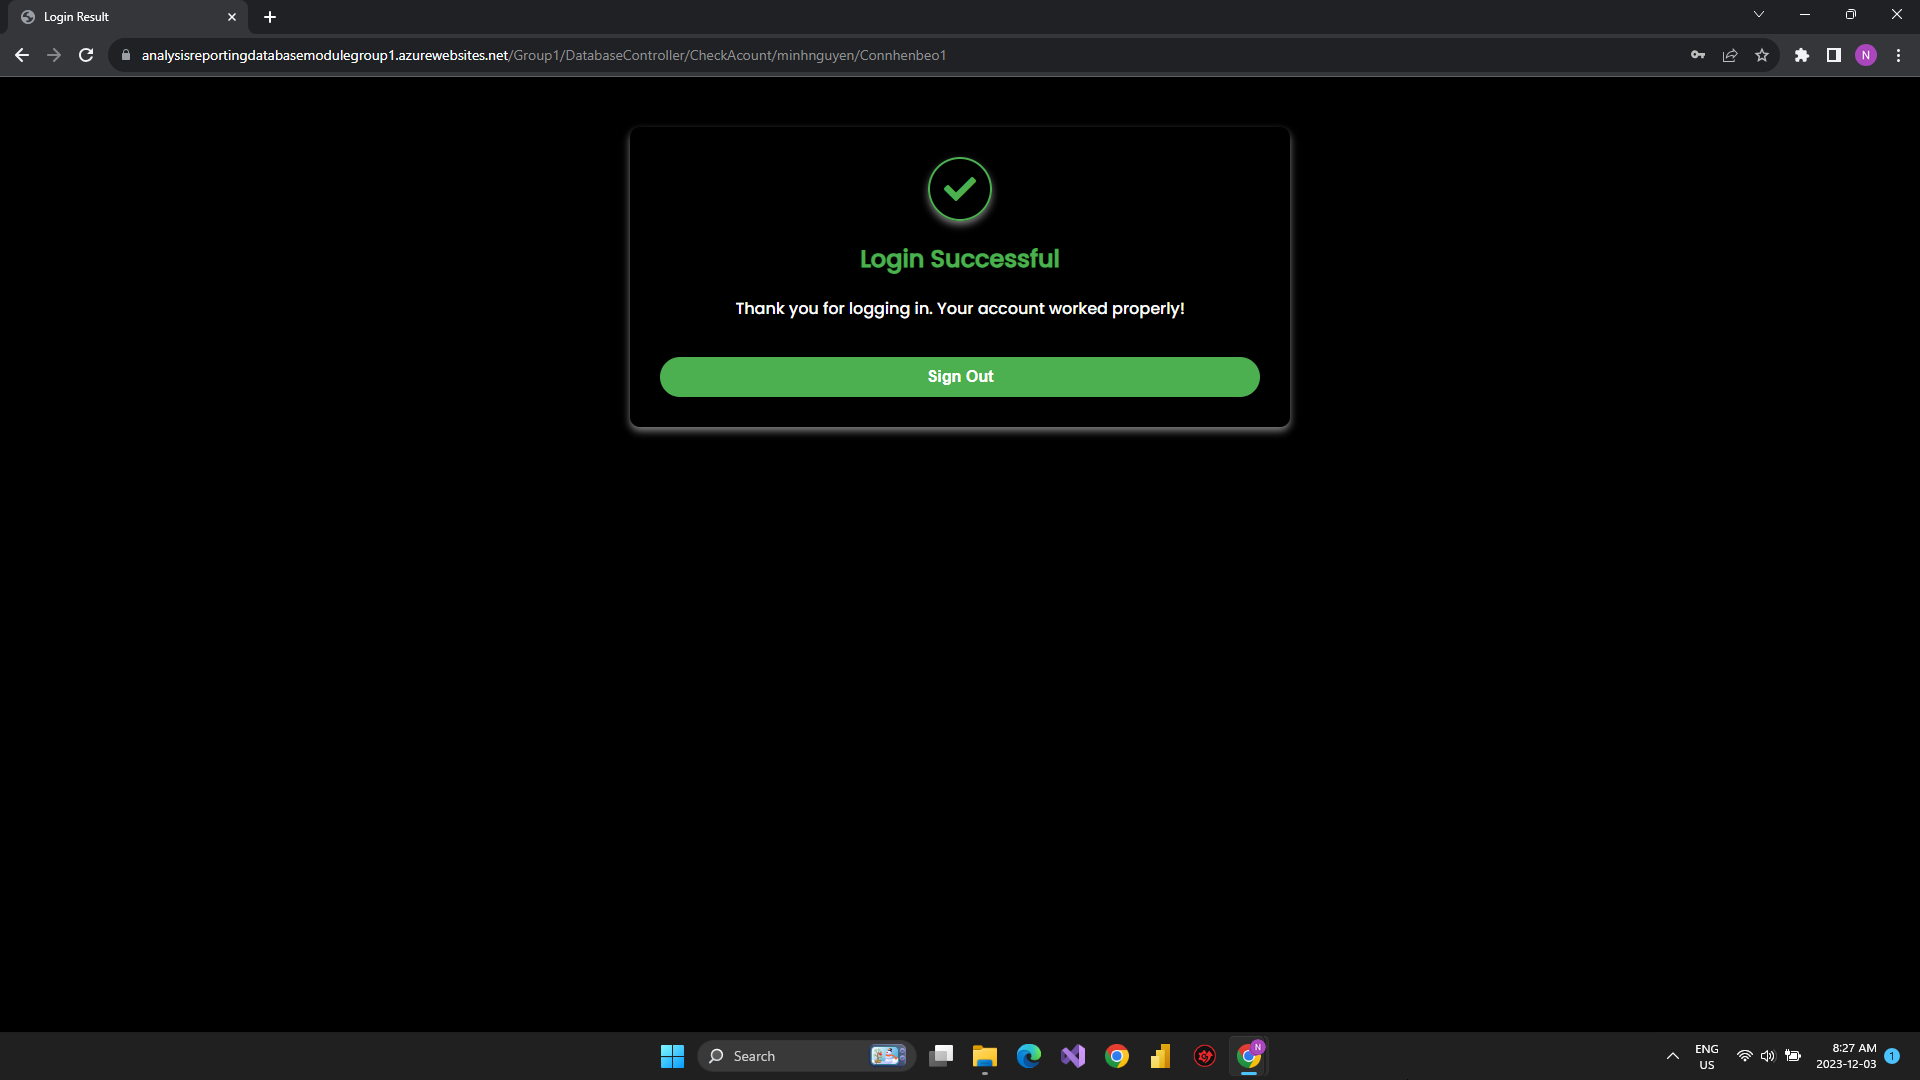 Login Result
analysisreportingdatabasemodulegroup1.azurewebsites.net/Group1/DatabaseController/CheckAcount/minhnguyen/Connhenbeo1
N
Login Successful
Thank you for logging in. Your account worked properly!
Sign Out
Search
N
ENG
US
8:27 AM
2023-12-03
1